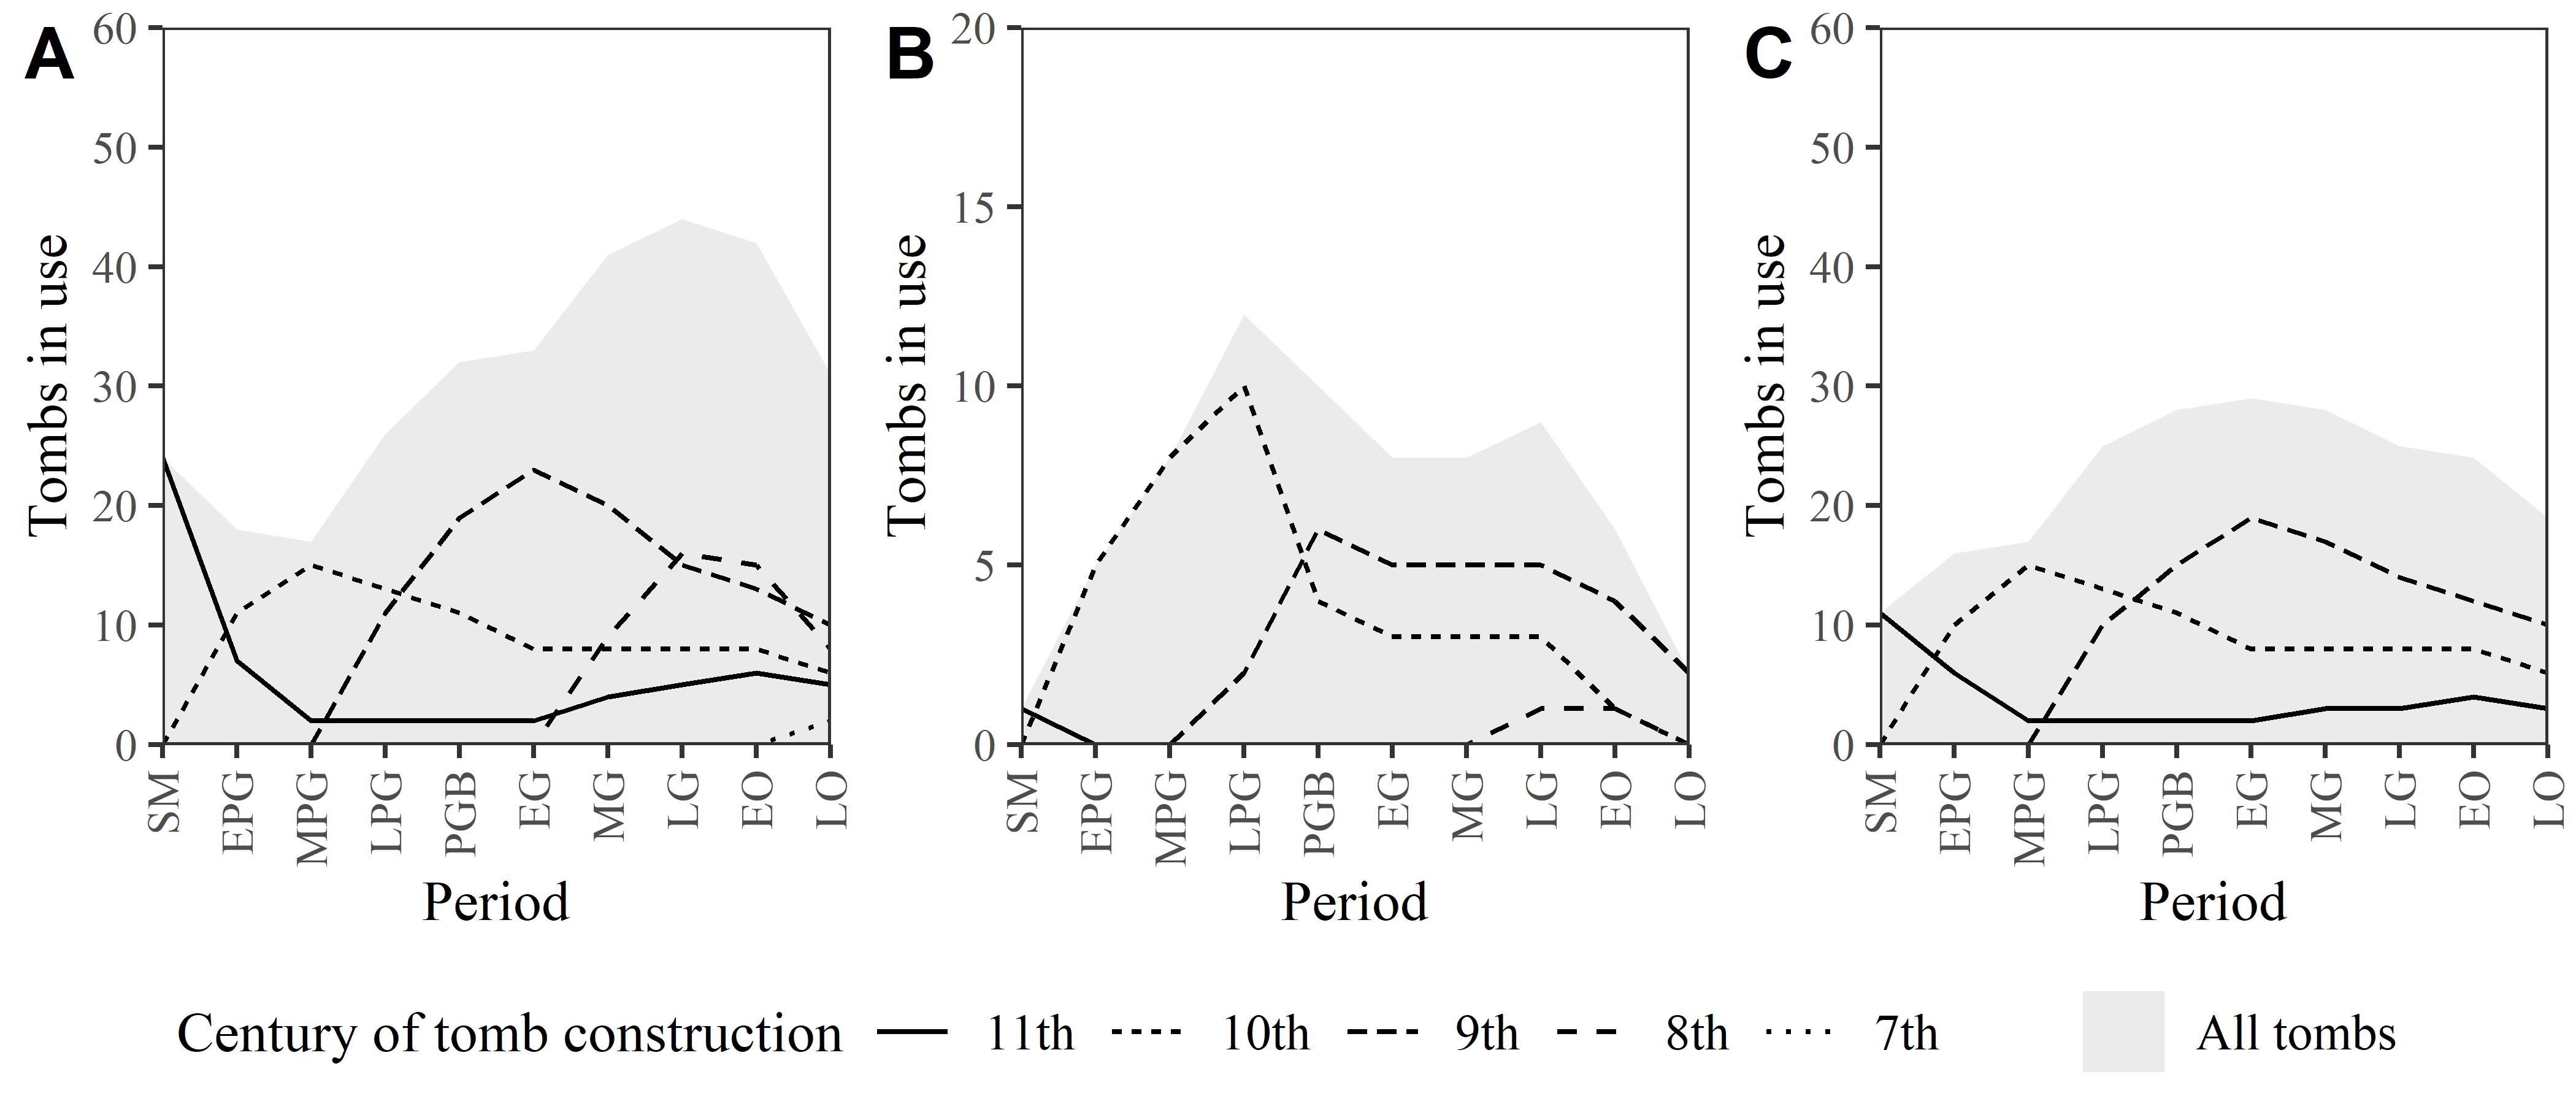 A
60
50
40
30
20
10
0
Tombs in use
SM
EPG
MPG
LPG
PGB
EG
MG
LG
EO
LO
Period
B
20
15
10
5
0
Tombs in use
SM
EPG
MPG
LPG
PGB
EG
MG
LG
EO
LO
Period
C
60
50
40
30
20
10
0
Tombs in use
SM
EPG
MPG
LPG
PGB
EG
MG
LG
EO
LO
Period
Century of tomb construction 11th 10th 9th 8th 7th All tombs